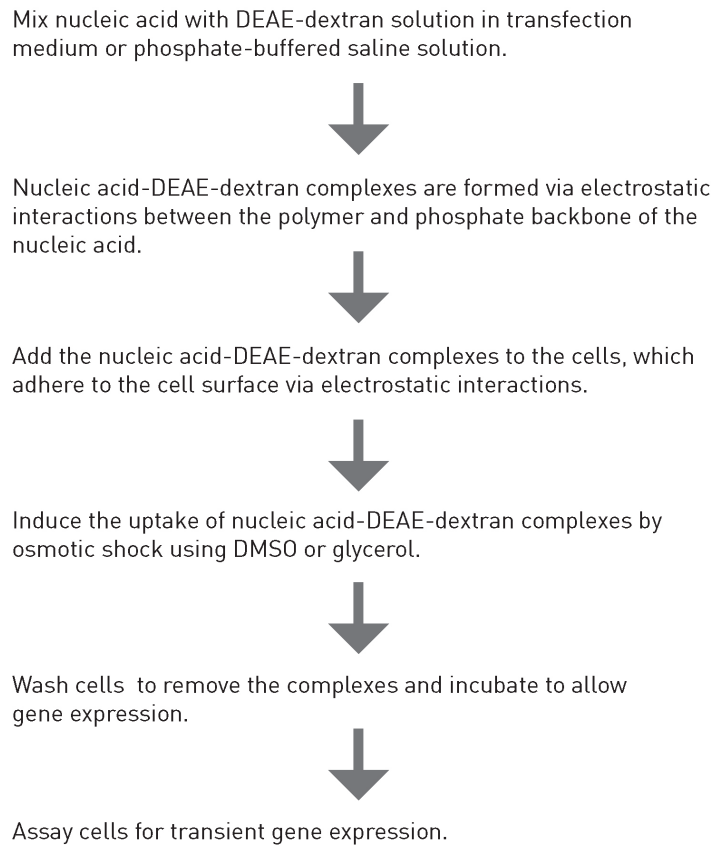 Mix nucleic acid with DEAE-dextran solution in transfection
medium or phosphate-buffered saline solution.
Nucleic acid-DEAE-dextran complexes are formed via electrostatic
interactions between the polymer and phosphate backbone of the
nucleic acid.
Add the nucleic acid-DEAE-dextran complexes to the cells, which
adhere to the cell surface via electrostatic interactions.
Induce the uptake of nucleic acid-DEAE-dextran complexes by
osmotic shock using DMSO or glycerol.
Wash cells  to remove the complexes and incubate to allow
gene expression.
Assay cells for transient gene expression.